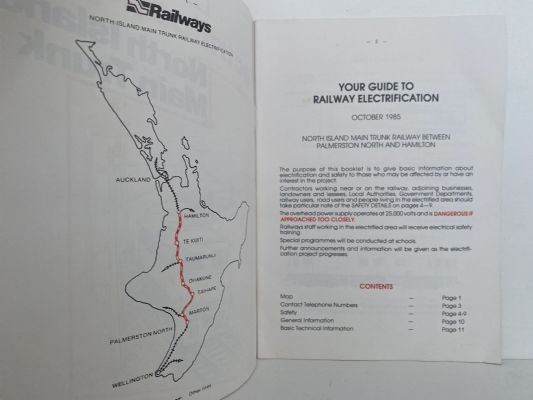 Railways
NORTH ISLAND MAIN TRUNK RAILWAY ELECTRIFICATION
AUCKLAND
HAMILTON
TE KUITI
TAUMARUNUI
OHAKUNE
TAIHAPE
MARTON
PALMERSTON NORTH
WELLINGTON
YOUR GUIDE TO
RAILWAY ELECTRIFICATION
OCTOBER 1985
NORTH ISLAND MAIN TRUNK RAILWAY BETWEEN
PALMERSTON NORTH AND HAMILTON
The purpose of this booklet is to give basic information about
electrification and safety to those who may be affected by or have an
interest in the project.
Contractors working near or on the railway, adjoining businesses,
landowners and lessees, Local Authorities, Government Departments,
railway users, road users and people living in the electrified area should
take particular note of the SAFETY DETAILS on pages 4—9.
The overhead power supply operates at 25,000 volts and is DANGEROUS IF
APPROACHED TOO CLOSELY.
Railways staff working in the electrified area will receive electrical safety
training.
Special programmes will be conducted at schools.
Further announcements and information will be given as the electrifi-
cation project progresses.
CONTENTS
Map — Page 1
Contact Telephone Numbers — Page 3
Safety — Page 4-9
General Information — Page 10
Basic Technical Information — Page 11